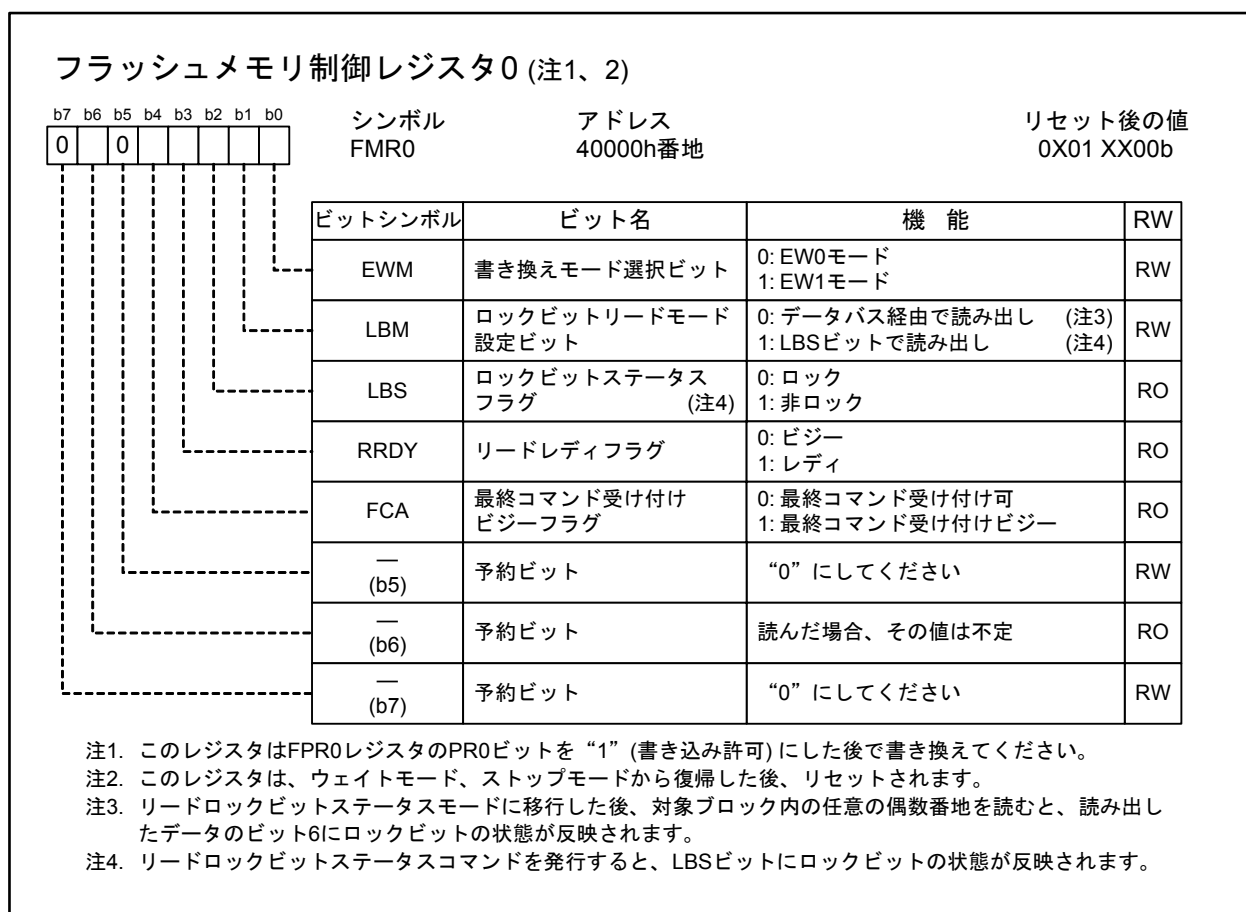 フラッシュメモリ制御レジスタ0 (注1、2)
b7 b6 b5 b4 b3 b2 b1 b0
0 0
シンボル アドレス リセット後の値
FMR0 40000h番地 0X01 XX00b
ビットシンボル ビット名 機 能 RW
EWM 書き換えモード選択ビット 0: EW0モード RW
1: EW1モード
LBM ロックビットリードモード 0: データバス経由で読み出し (注3) RW
設定ビット 1: LBSビットで読み出し (注4)
LBS ロックビットステータス 0: ロック RO
フラグ (注4) 1: 非ロック
RRDY リードレディフラグ 0: ビジー RO
1: レディ
FCA 最終コマンド受け付け 0: 最終コマンド受け付け可 RO
ビジーフラグ 1: 最終コマンド受け付けビジー
—
(b5) 予約ビット “0”にしてください RW
—
(b6) 予約ビット 読んだ場合、その値は不定 RO
—
(b7) 予約ビット “0”にしてください RW
注1. このレジスタはFPR0レジスタのPR0ビットを“1”(書き込み許可) にした後で書き換えてください。
注2. このレジスタは、ウェイトモード、ストップモードから復帰した後、リセットされます。
注3. リードロックビットステータスモードに移行した後、対象ブロック内の任意の偶数番地を読むと、読み出し
たデータのビット6にロックビットの状態が反映されます。
注4. リードロックビットステータスコマンドを発行すると、LBSビットにロックビットの状態が反映されます。